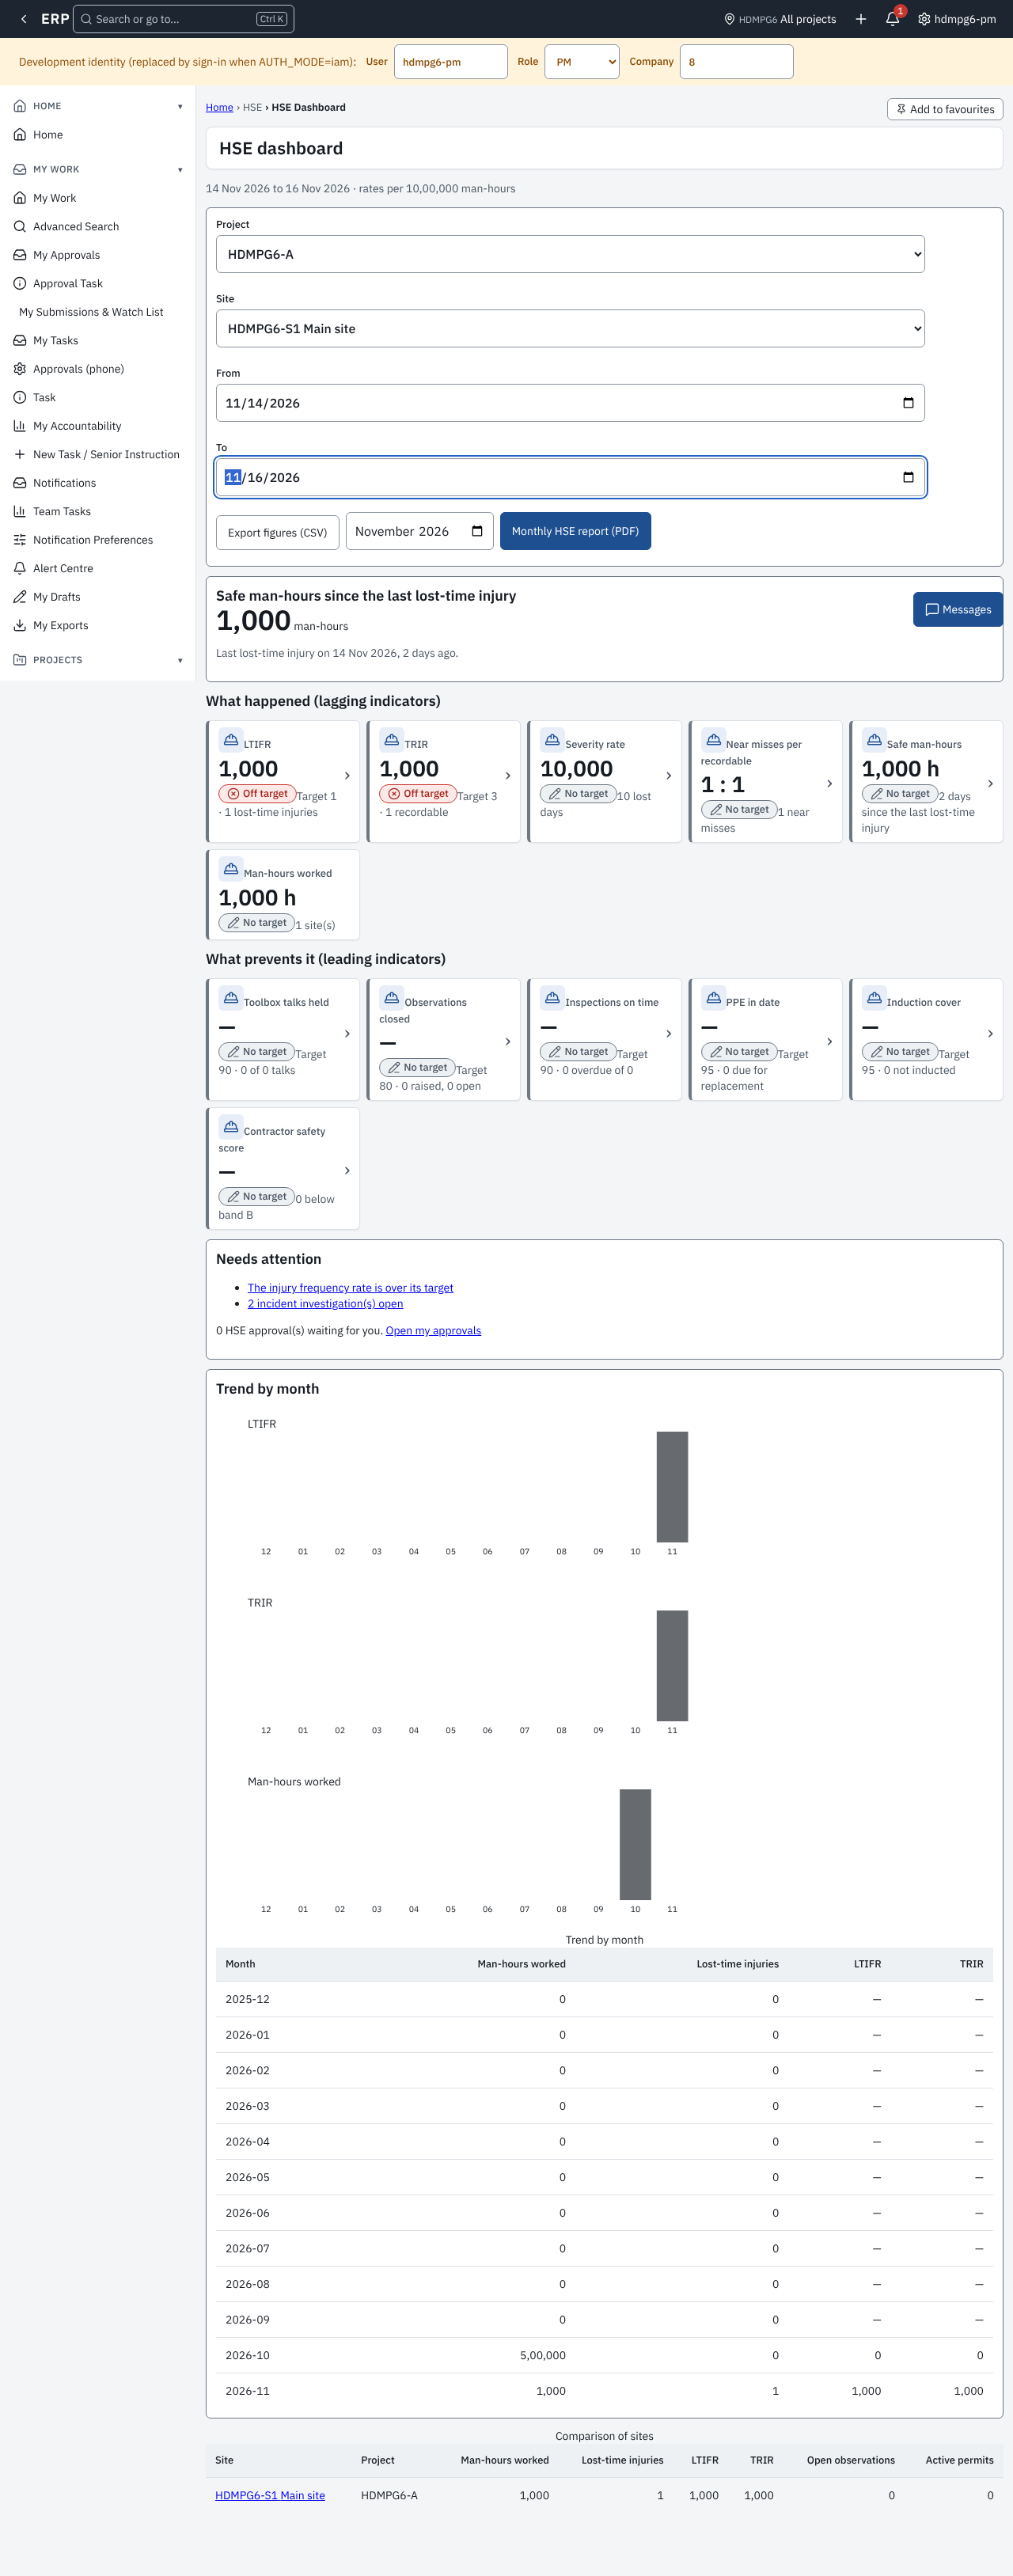 ERP Search or go to... Ctrl K HDMPG6 All projects 1 hdmpg6-pm
Development identity (replaced by sign-in when AUTH_MODE=iam): User hdmpg6-pm Role PM Company 8
HOME
Home
MY WORK
My Work
Advanced Search
My Approvals
Approval Task
My Submissions & Watch List
My Tasks
Approvals (phone)
Task
My Accountability
New Task / Senior Instruction
Notifications
Team Tasks
Notification Preferences
Alert Centre
My Drafts
My Exports
PROJECTS
Home › HSE › HSE Dashboard
Add to favourites
HSE dashboard
14 Nov 2026 to 16 Nov 2026 · rates per 10,00,000 man-hours
Project
HDMPG6-A
Site
HDMPG6-S1 Main site
From
11/14/2026
To
11/16/2026
Export figures (CSV) November 2026 Monthly HSE report (PDF)
Safe man-hours since the last lost-time injury
1,000 man-hours
Messages
Last lost-time injury on 14 Nov 2026, 2 days ago.
What happened (lagging indicators)
LTIFR
1,000
Off target Target 1
· 1 lost-time injuries
TRIR
1,000
Off target Target 3
· 1 recordable
Severity rate
10,000
No target 10 lost
days
Near misses per
recordable
1 : 1
No target 1 near
misses
Safe man-hours
1,000 h
No target 2 days
since the last lost-time
injury
Man-hours worked
1,000 h
No target 1 site(s)
What prevents it (leading indicators)
Toolbox talks held
—
No target Target
90 · 0 of 0 talks
Observations
closed
—
No target Target
80 · 0 raised, 0 open
Inspections on time
—
No target Target
90 · 0 overdue of 0
PPE in date
—
No target Target
95 · 0 due for
replacement
Induction cover
—
No target Target
95 · 0 not inducted
Contractor safety
score
—
No target 0 below
band B
Needs attention
The injury frequency rate is over its target
2 incident investigation(s) open
0 HSE approval(s) waiting for you. Open my approvals
Trend by month
LTIFR
12 01 02 03 04 05 06 07 08 09 10 11
TRIR
12 01 02 03 04 05 06 07 08 09 10 11
Man-hours worked
12 01 02 03 04 05 06 07 08 09 10 11
Trend by month
Month Man-hours worked Lost-time injuries LTIFR TRIR
2025-12 0 0 — —
2026-01 0 0 — —
2026-02 0 0 — —
2026-03 0 0 — —
2026-04 0 0 — —
2026-05 0 0 — —
2026-06 0 0 — —
2026-07 0 0 — —
2026-08 0 0 — —
2026-09 0 0 — —
2026-10 5,00,000 0 0 0
2026-11 1,000 1 1,000 1,000
Comparison of sites
Site Project Man-hours worked Lost-time injuries LTIFR TRIR Open observations Active permits
HDMPG6-S1 Main site HDMPG6-A 1,000 1 1,000 1,000 0 0